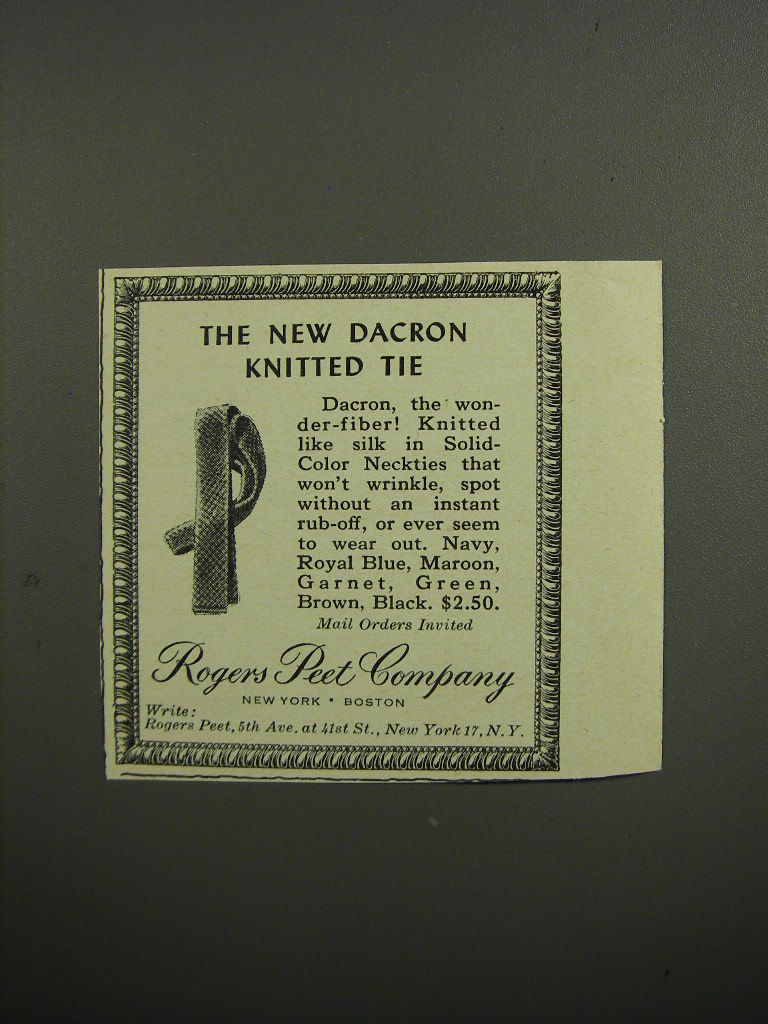 THE NEW DACRON
KNITTED TIE
Dacron, the won-
der-fiber! Knitted
like silk in Solid-
Color Neckties that
won't wrinkle, spot
without an instant
rub-off, or ever seem
to wear out. Navy,
Royal Blue, Maroon,
Garnet, Green,
Brown, Black. $2.50.
Mail Orders Invited
Rogers Peet Company
NEW YORK • BOSTON
Write:
Rogers Peet, 5th Ave. at 41st St., New York 17, N. Y.